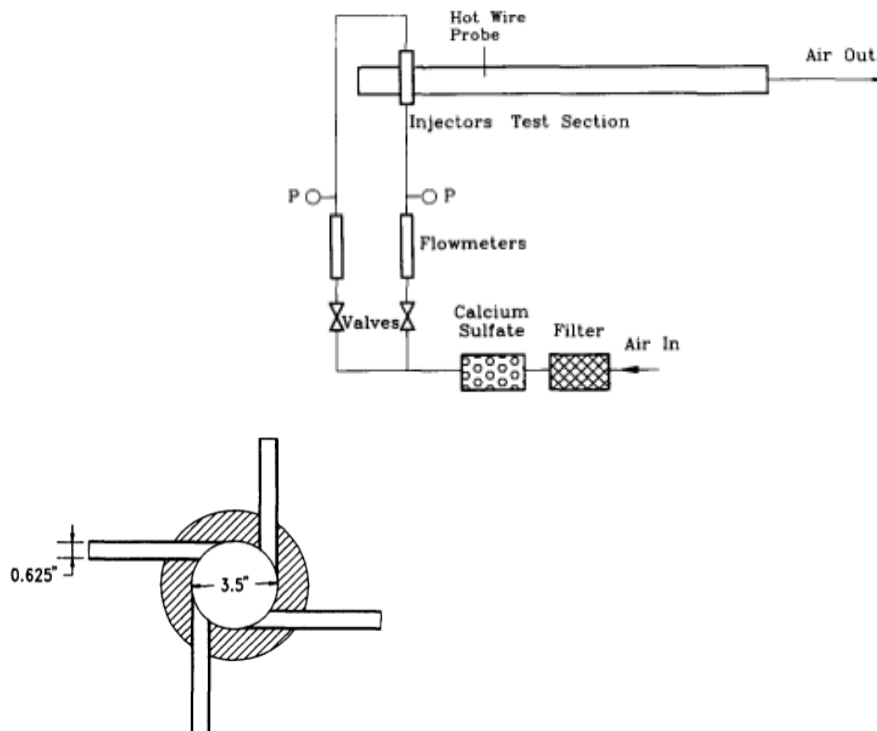 Hot Wire
Probe
Air Out
Injectors Test Section
P
P
Flowmeters
Valves
Calcium
Sulfate
Filter
Air In
0.625"
3.5"